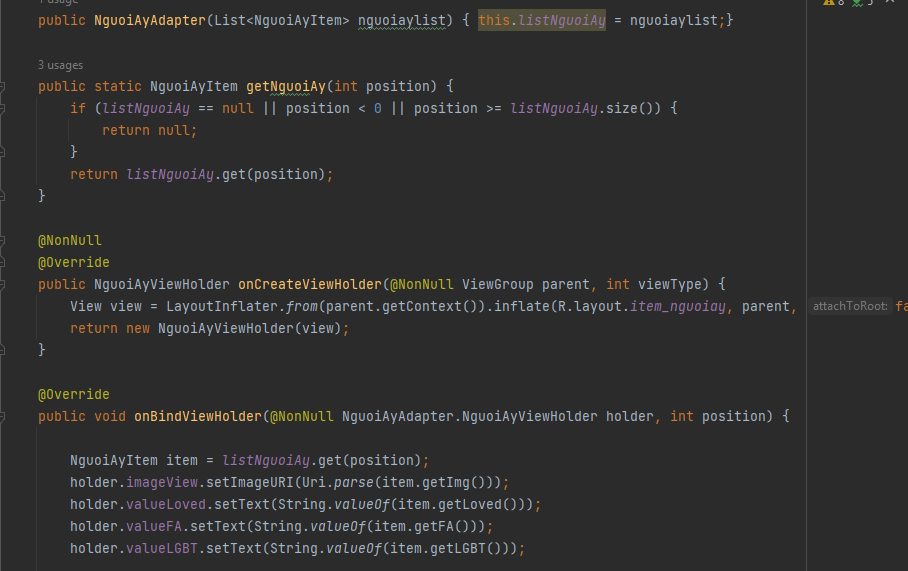 public NguoiAyAdapter(List<NguoiAyItem> nguoiaylist) { this.listNguoiAy = nguoiaylist;}
3 usages
public static NguoiAyItem getNguoiAy(int position) {
if (listNguoiAy == null || position < 0 || position >= listNguoiAy.size()) {
return null;
}
return listNguoiAy.get(position);
}
@NonNull
@Override
public NguoiAyViewHolder onCreateViewHolder(@NonNull ViewGroup parent, int viewType) {
View view = LayoutInflater.from(parent.getContext()).inflate(R.layout.item_nguoiay, parent, attachToRoot:
return new NguoiAyViewHolder(view);
}
@Override
public void onBindViewHolder(@NonNull NguoiAyAdapter.NguoiAyViewHolder holder, int position) {
NguoiAyItem item = listNguoiAy.get(position);
holder.imageView.setImageURI(Uri.parse(item.getImg()));
holder.valueLoved.setText(String.valueOf(item.getLoved()));
holder.valueFA.setText(String.valueOf(item.getFA()));
holder.valueLGBT.setText(String.valueOf(item.getLGBT()));